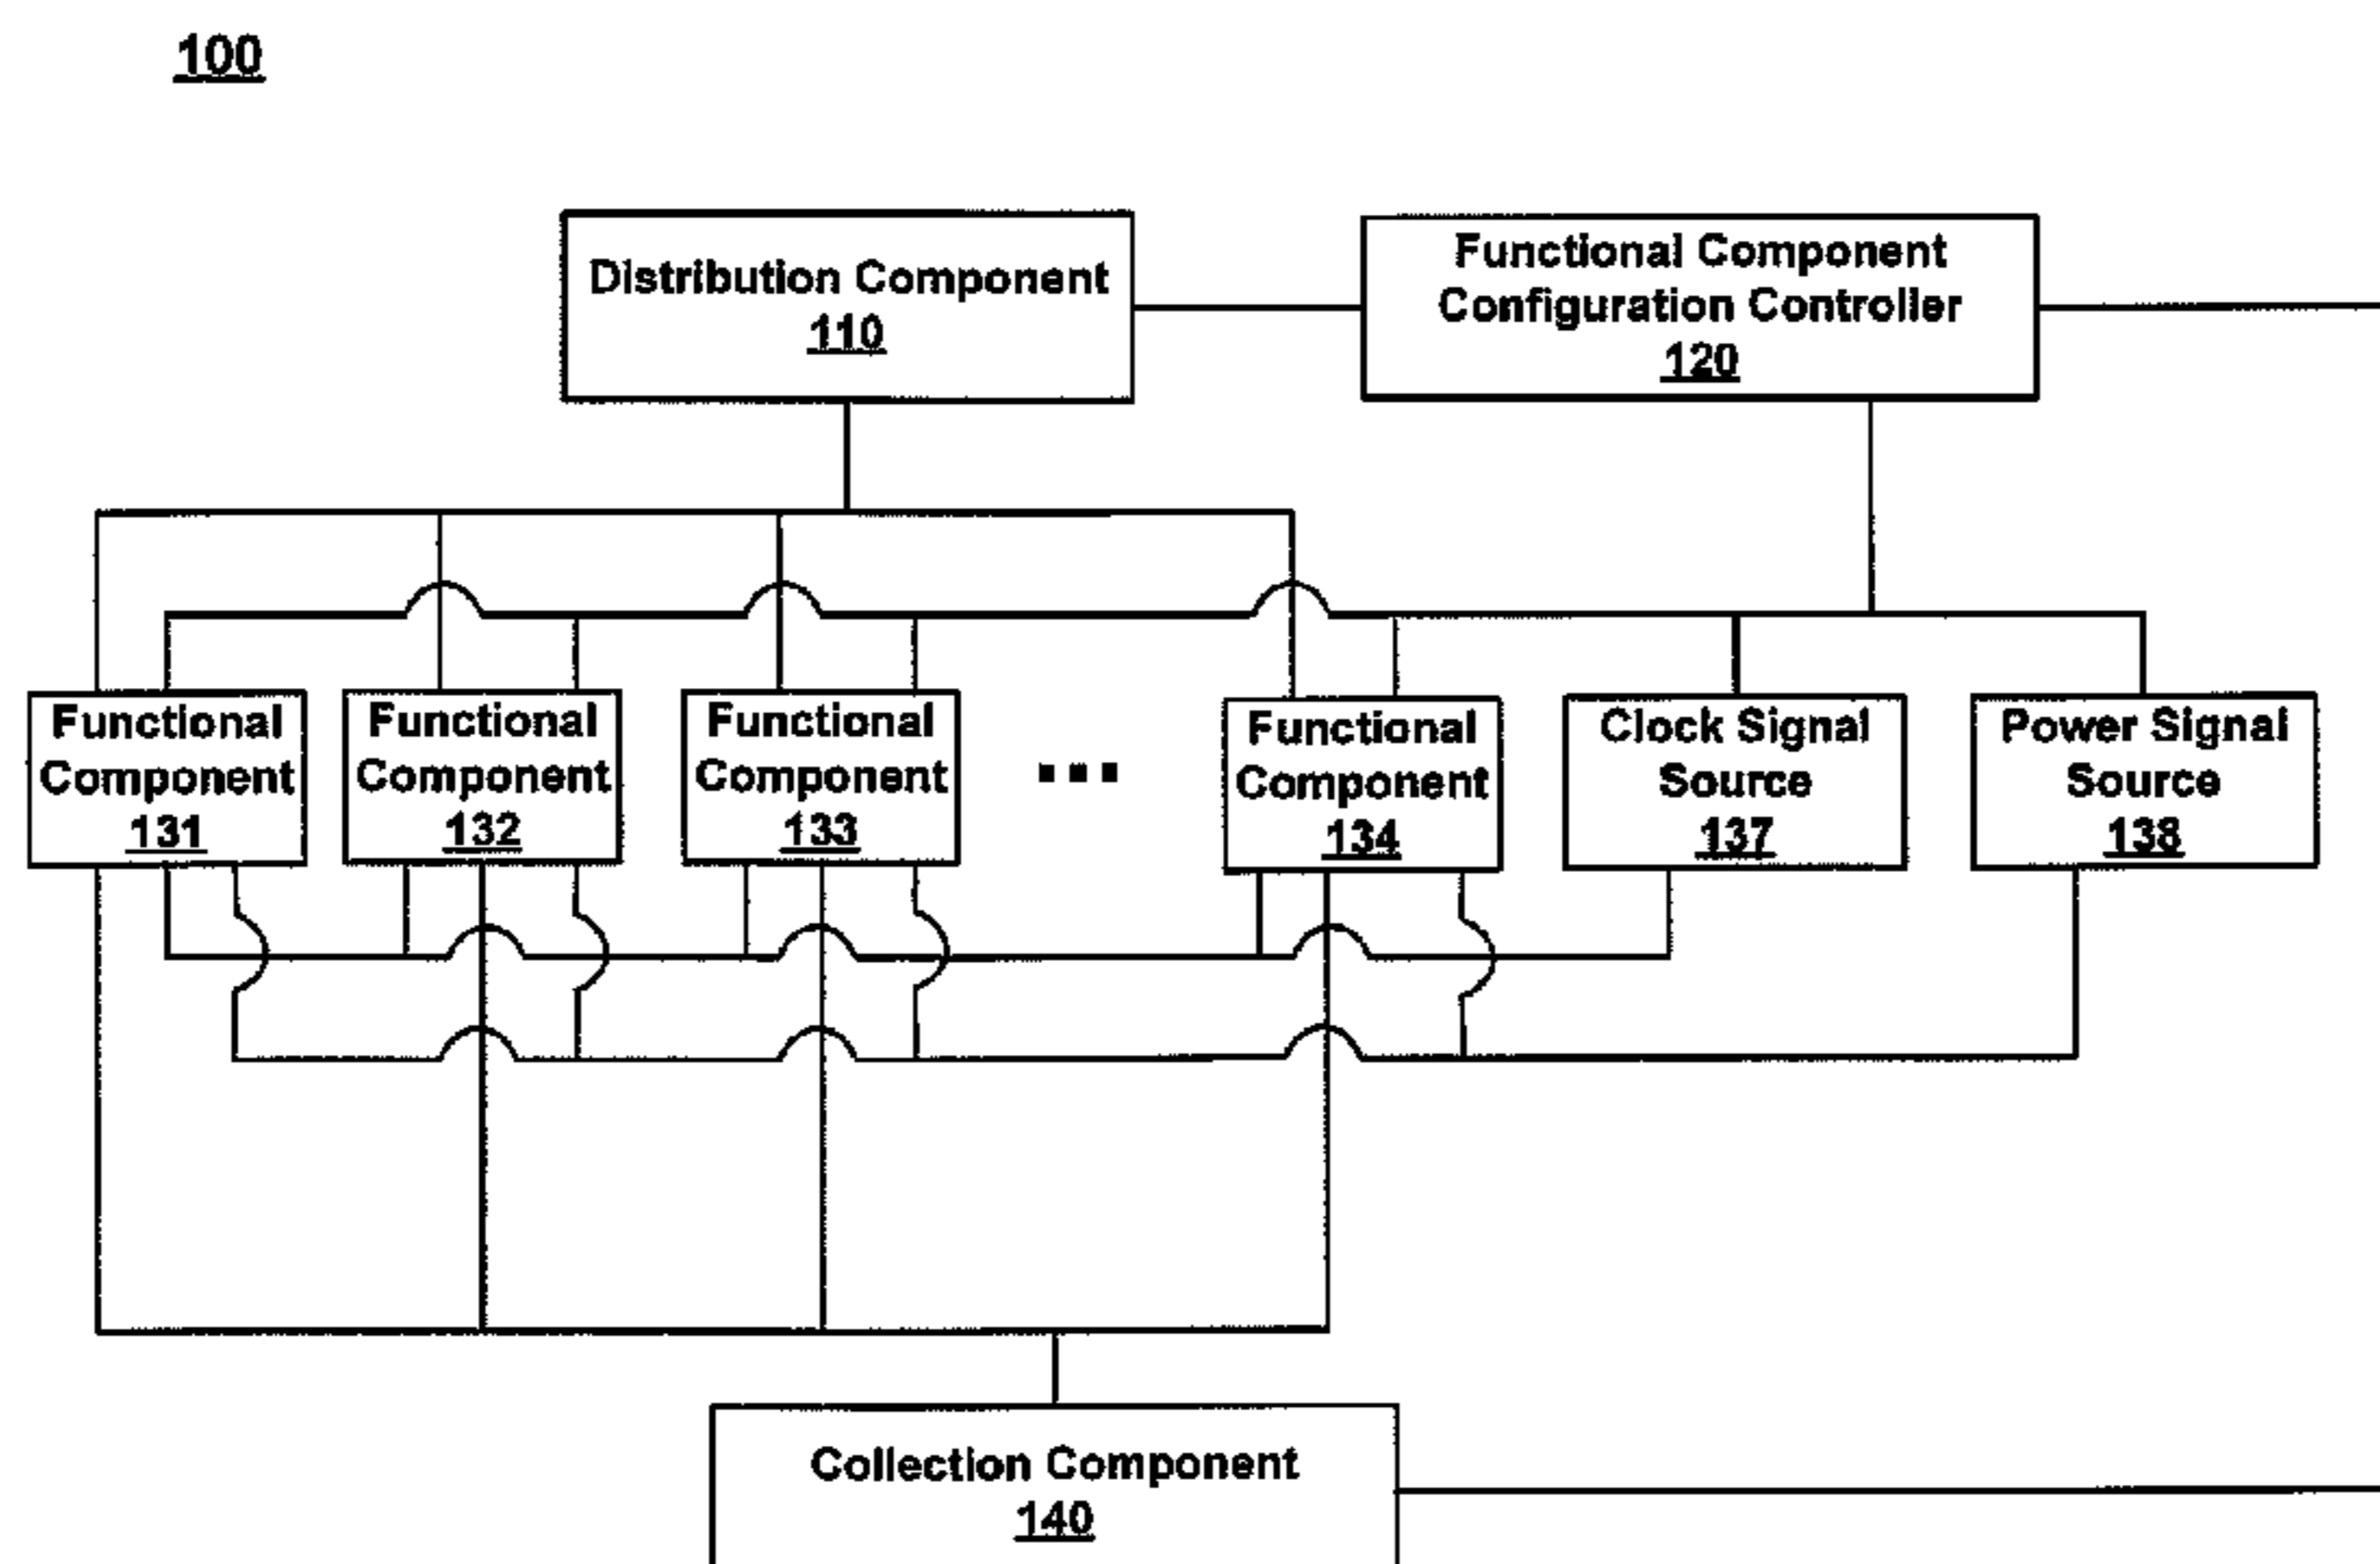 100
Distribution Component
110
Functional Component
Configuration Controller
120
Functional
Component
131
Functional
Component
132
Functional
Component
133
Functional
Component
134
Clock Signal
Source
137
Power Signal
Source
138
Collection Component
140